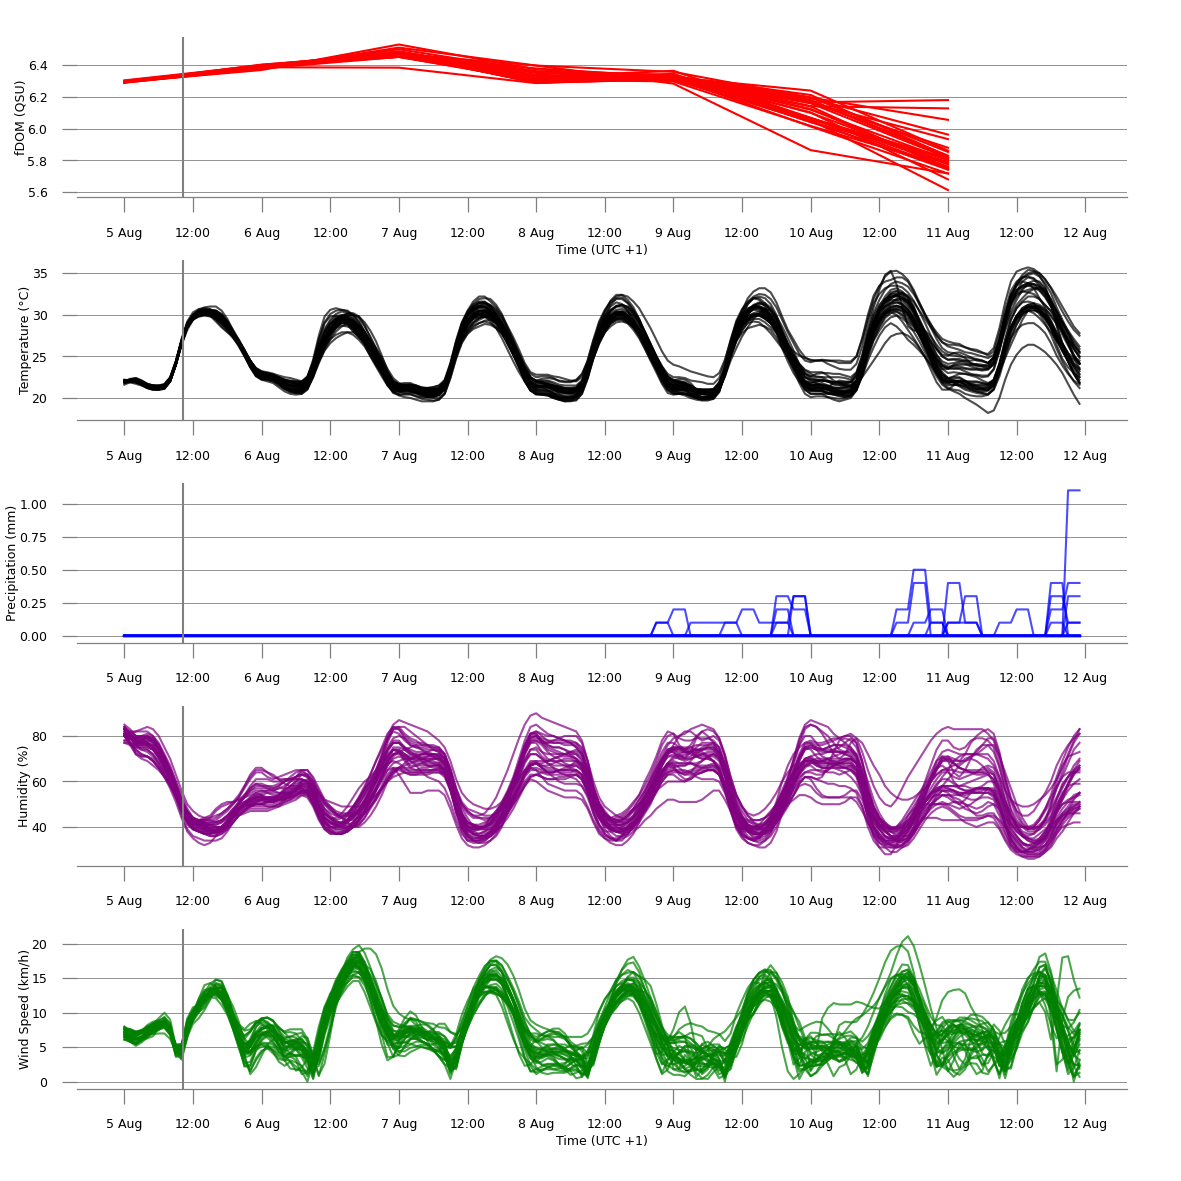 6.4
6.2
6.0
5.8
5.6
fDOM (QSU)
5 Aug 12:00 6 Aug 12:00 7 Aug 12:00 8 Aug 12:00 9 Aug 12:00 10 Aug 12:00 11 Aug 12:00 12 Aug
Time (UTC +1)
35
30
25
20
Temperature (°C)
5 Aug 12:00 6 Aug 12:00 7 Aug 12:00 8 Aug 12:00 9 Aug 12:00 10 Aug 12:00 11 Aug 12:00 12 Aug
1.00
0.75
0.50
0.25
0.00
Precipitation (mm)
5 Aug 12:00 6 Aug 12:00 7 Aug 12:00 8 Aug 12:00 9 Aug 12:00 10 Aug 12:00 11 Aug 12:00 12 Aug
80
60
40
Humidity (%)
5 Aug 12:00 6 Aug 12:00 7 Aug 12:00 8 Aug 12:00 9 Aug 12:00 10 Aug 12:00 11 Aug 12:00 12 Aug
20
15
10
5
0
Wind Speed (km/h)
5 Aug 12:00 6 Aug 12:00 7 Aug 12:00 8 Aug 12:00 9 Aug 12:00 10 Aug 12:00 11 Aug 12:00 12 Aug
Time (UTC +1)